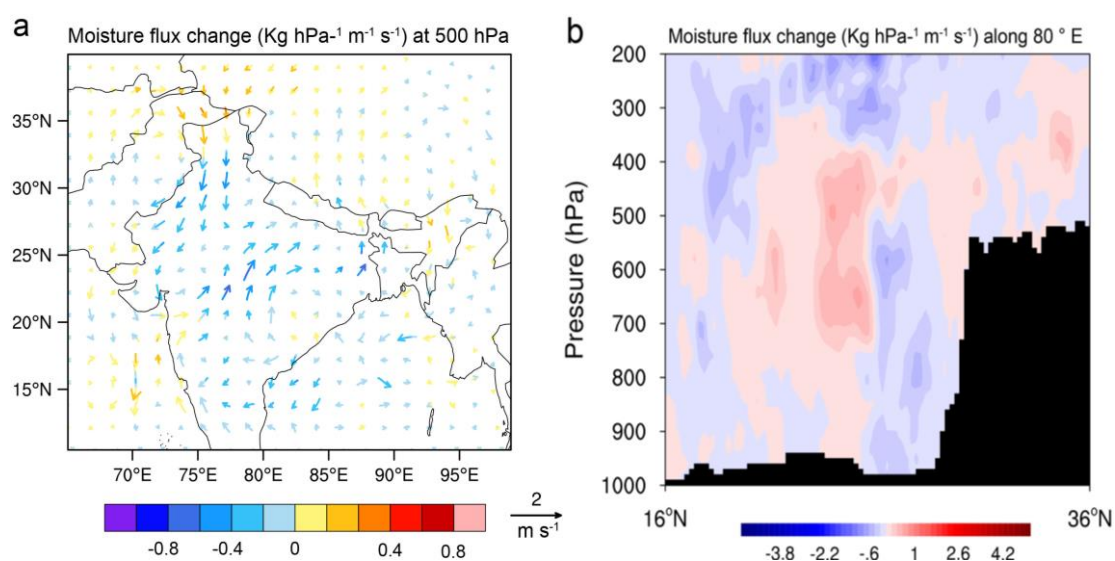 a
Moisture flux change (Kg hPa-¹ m⁻¹ s⁻¹) at 500 hPa
35°N
30°N
25°N
20°N
15°N
70°E 75°E 80°E 85°E 90°E 95°E
-0.8 -0.4 0 0.4 0.8
2
m s⁻¹
b
Moisture flux change (Kg hPa-¹ m⁻¹ s⁻¹) along 80 ° E
Pressure (hPa)
200
300
400
500
600
700
800
900
1000
16°N 36°N
-3.8 -2.2 -.6 1 2.6 4.2